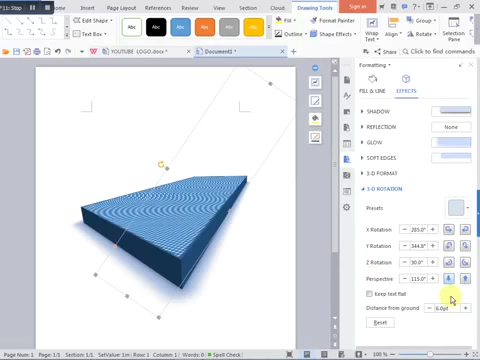 *11: Stop
Home
Insert
Page Layout
References
Review
View
Section
Tools
Drawing Tools
Sign in
Edit Shape
Text Box
Abc Abc Abc Abc Abc Abc
Fill
Outline
Format Painter
Shape Effects
Wrap Text
Group
Rotate
Selection Pane
YOUTUBE LOGO.docx *
Document1 *
Share
Click to find commands
Formatting
FILL & LINE
EFFECTS
SHADOW
REFLECTION
None
GLOW
SOFT EDGES
3-D FORMAT
3-D ROTATION
Presets
X Rotation
285.0°
Y Rotation
344.8°
Z Rotation
30.0°
Perspective
115.0°
Keep text flat
Distance from ground
6.0pt
Reset
Page Num: 1
Page: 1/1
Section: 1/1
SetValue: 1in
Row: 1
Column: 1
Words: 0
Spell Check